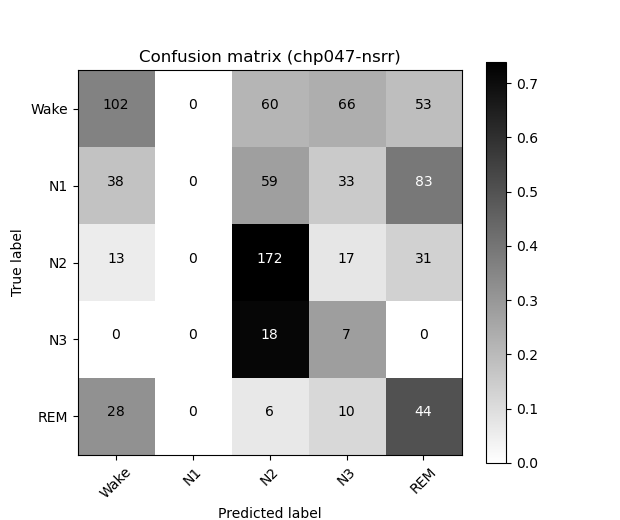 Confusion matrix (chp047-nsrr)
True label
Wake 102 0 60 66 53
N1 38 0 59 33 83
N2 13 0 172 17 31
N3 0 0 18 7 0
REM 28 0 6 10 44
Wake N1 N2 N3 REM
Predicted label
0.7
0.6
0.5
0.4
0.3
0.2
0.1
0.0